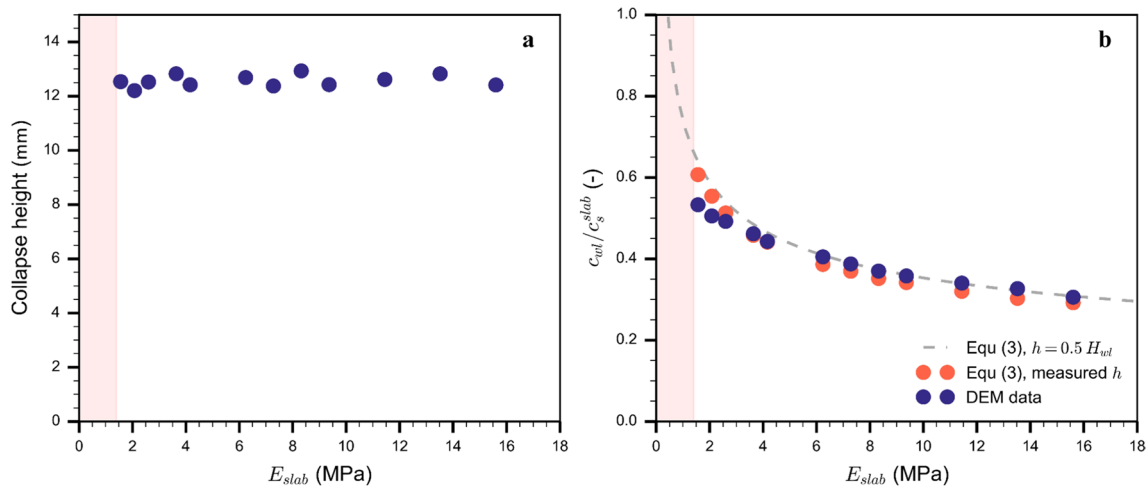 a
Collapse height (mm)
14
12
10
8
6
4
2
0
0 2 4 6 8 10 12 14 16 18
E_slab (MPa)
b
c_wl/c_s^slab (-)
1.0
0.8
0.6
0.4
0.2
0.0
Equ (3), h = 0.5 H_wl
Equ (3), measured h
DEM data
0 2 4 6 8 10 12 14 16 18
E_slab (MPa)